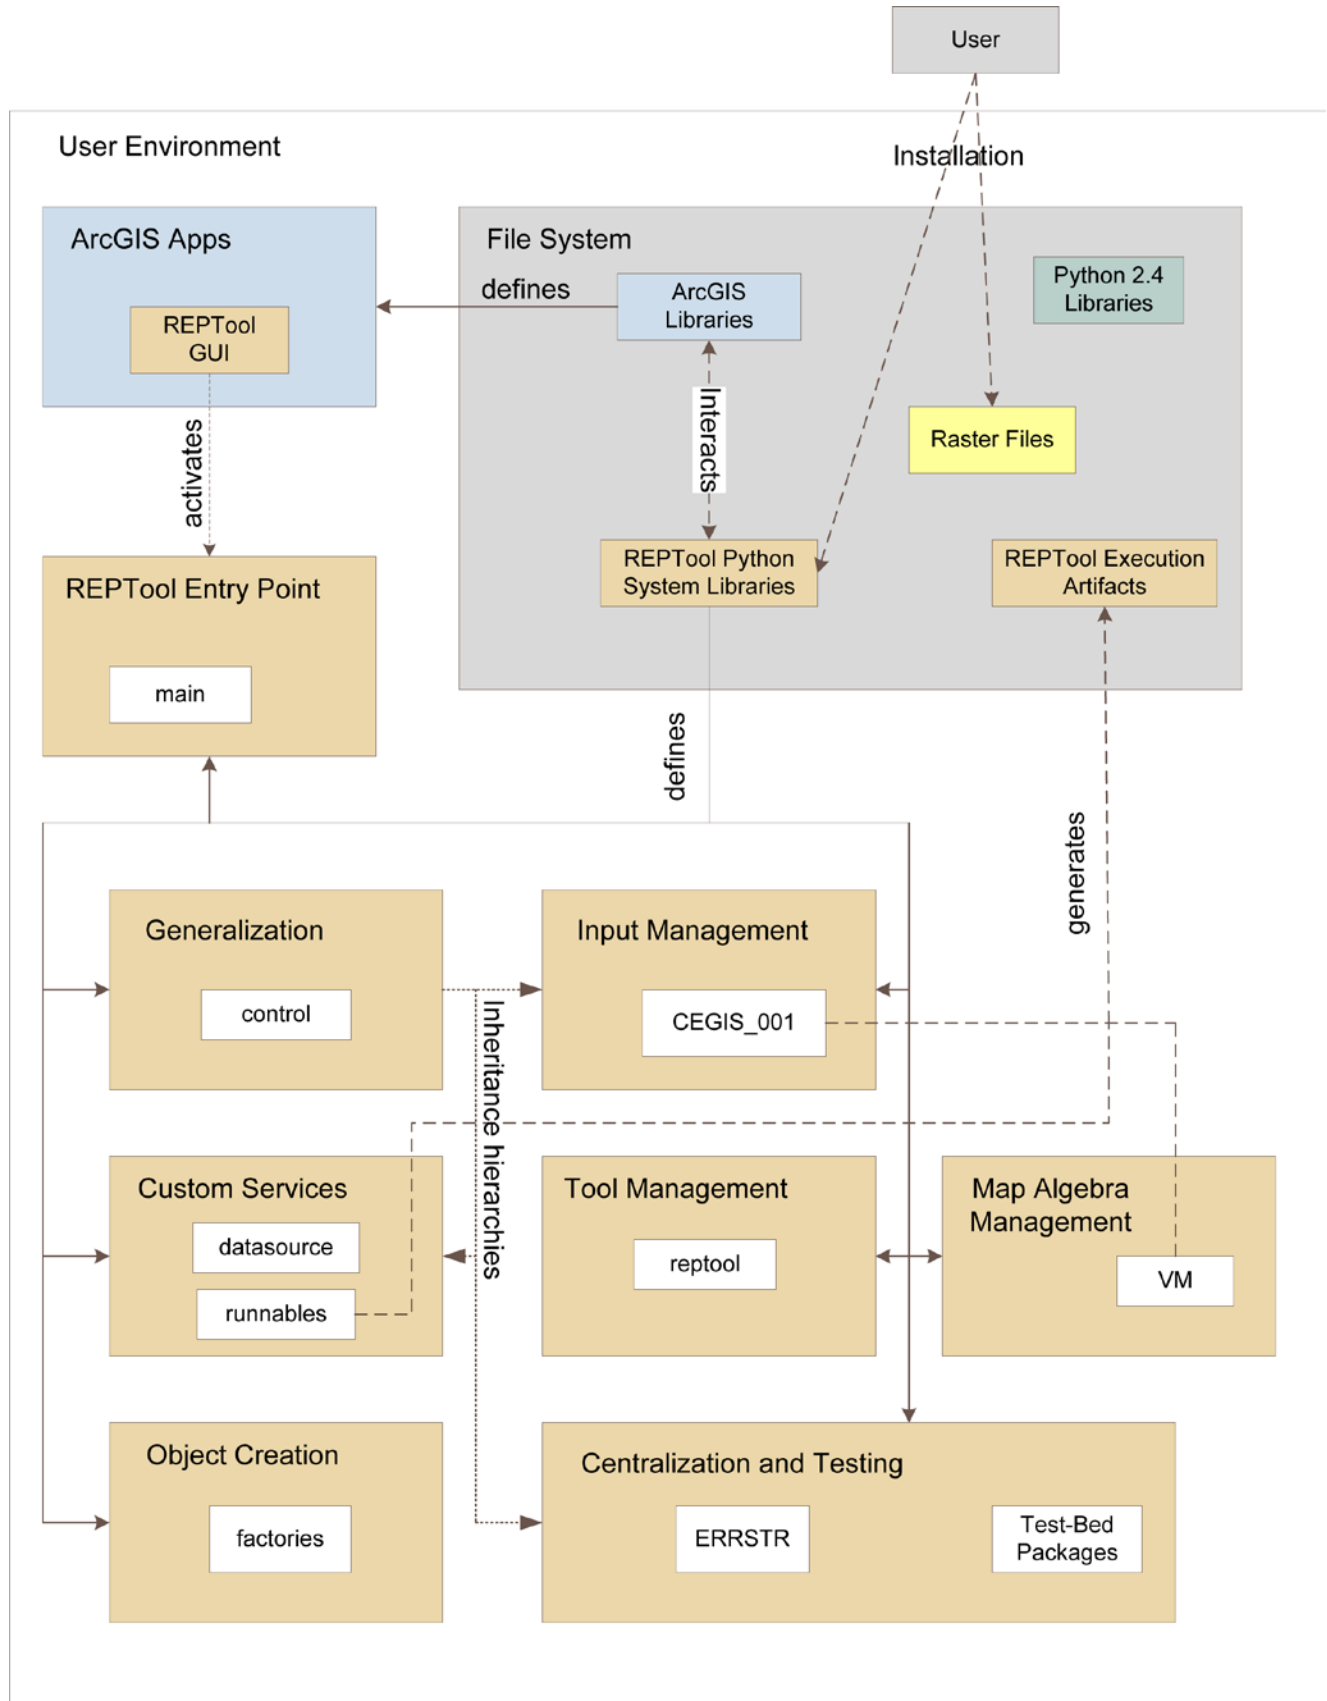 User
User Environment
Installation
ArcGIS Apps
REPTool
GUI
File System
defines
ArcGIS
Libraries
Python 2.4
Libraries
Interacts
Raster Files
activates
REPTool Python
System Libraries
REPTool Execution
Artifacts
REPTool Entry Point
main
defines
generates
Generalization
control
Input Management
CEGIS_001
Inheritance hierarchies
Custom Services
datasource
runnables
Tool Management
reptool
Map Algebra
Management
VM
Object Creation
factories
Centralization and Testing
ERRSTR
Test-Bed
Packages